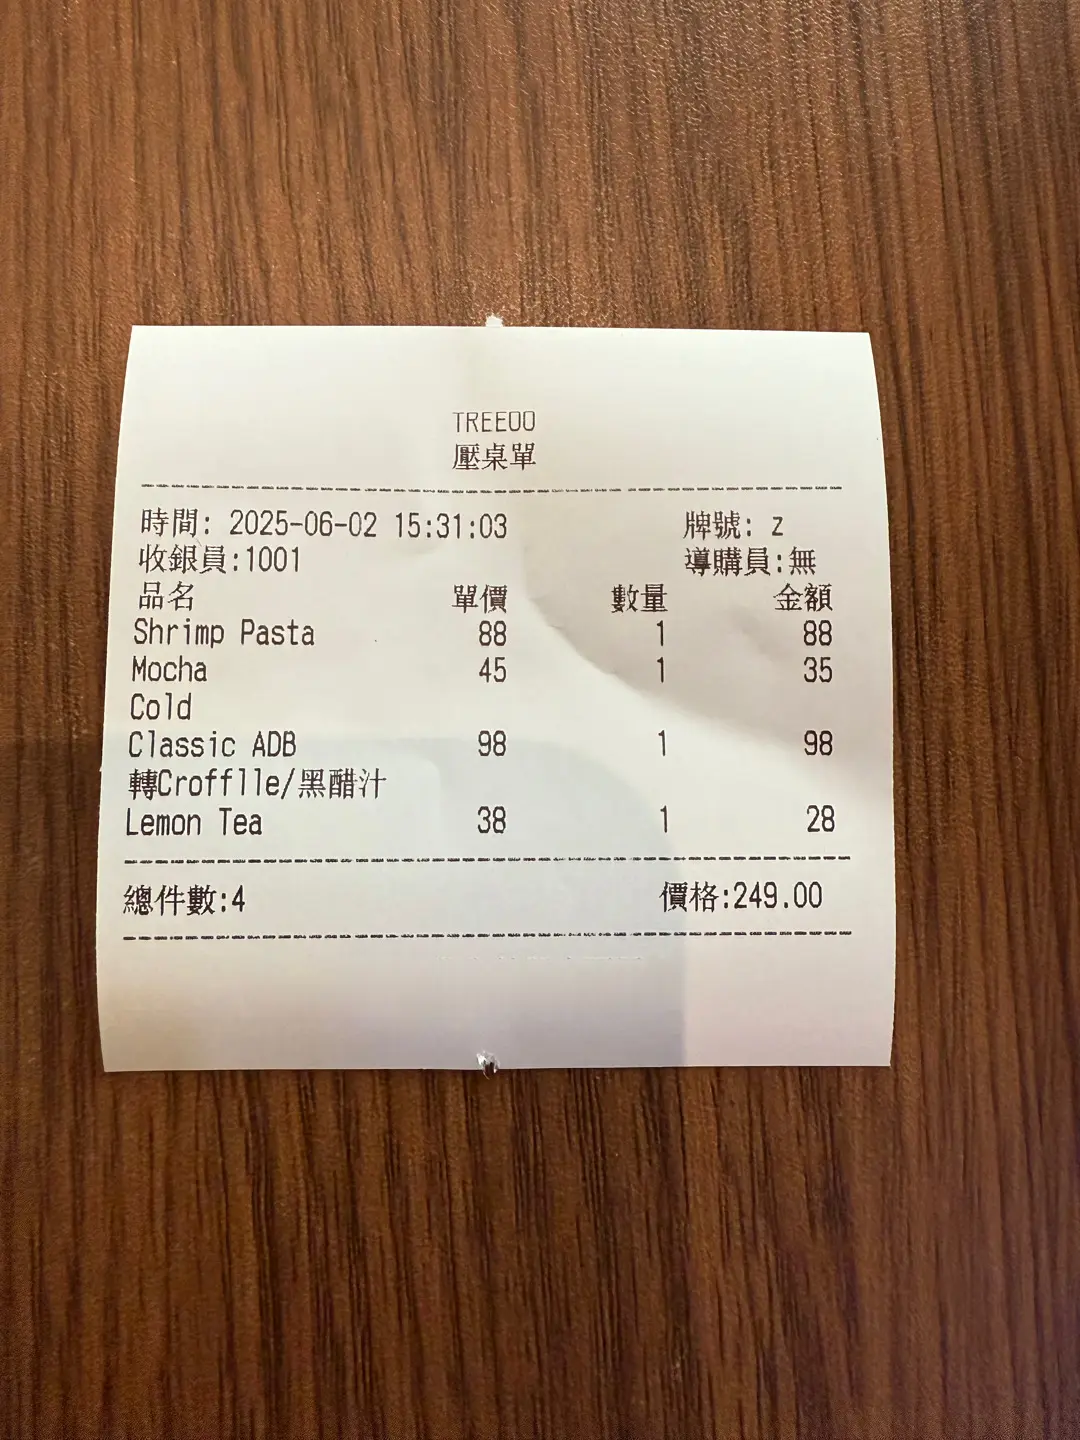 TREEOO
壓桌單
時間: 2025-06-02 15:31:03 牌號: z
收銀員:1001 導購員:無
品名 單價 數量 金額
Shrimp Pasta 88 1 88
Mocha 45 1 35
Cold
Classic ADB 98 1 98
轉Crofflle/黑醋汁
Lemon Tea 38 1 28
總件數:4 價格:249.00